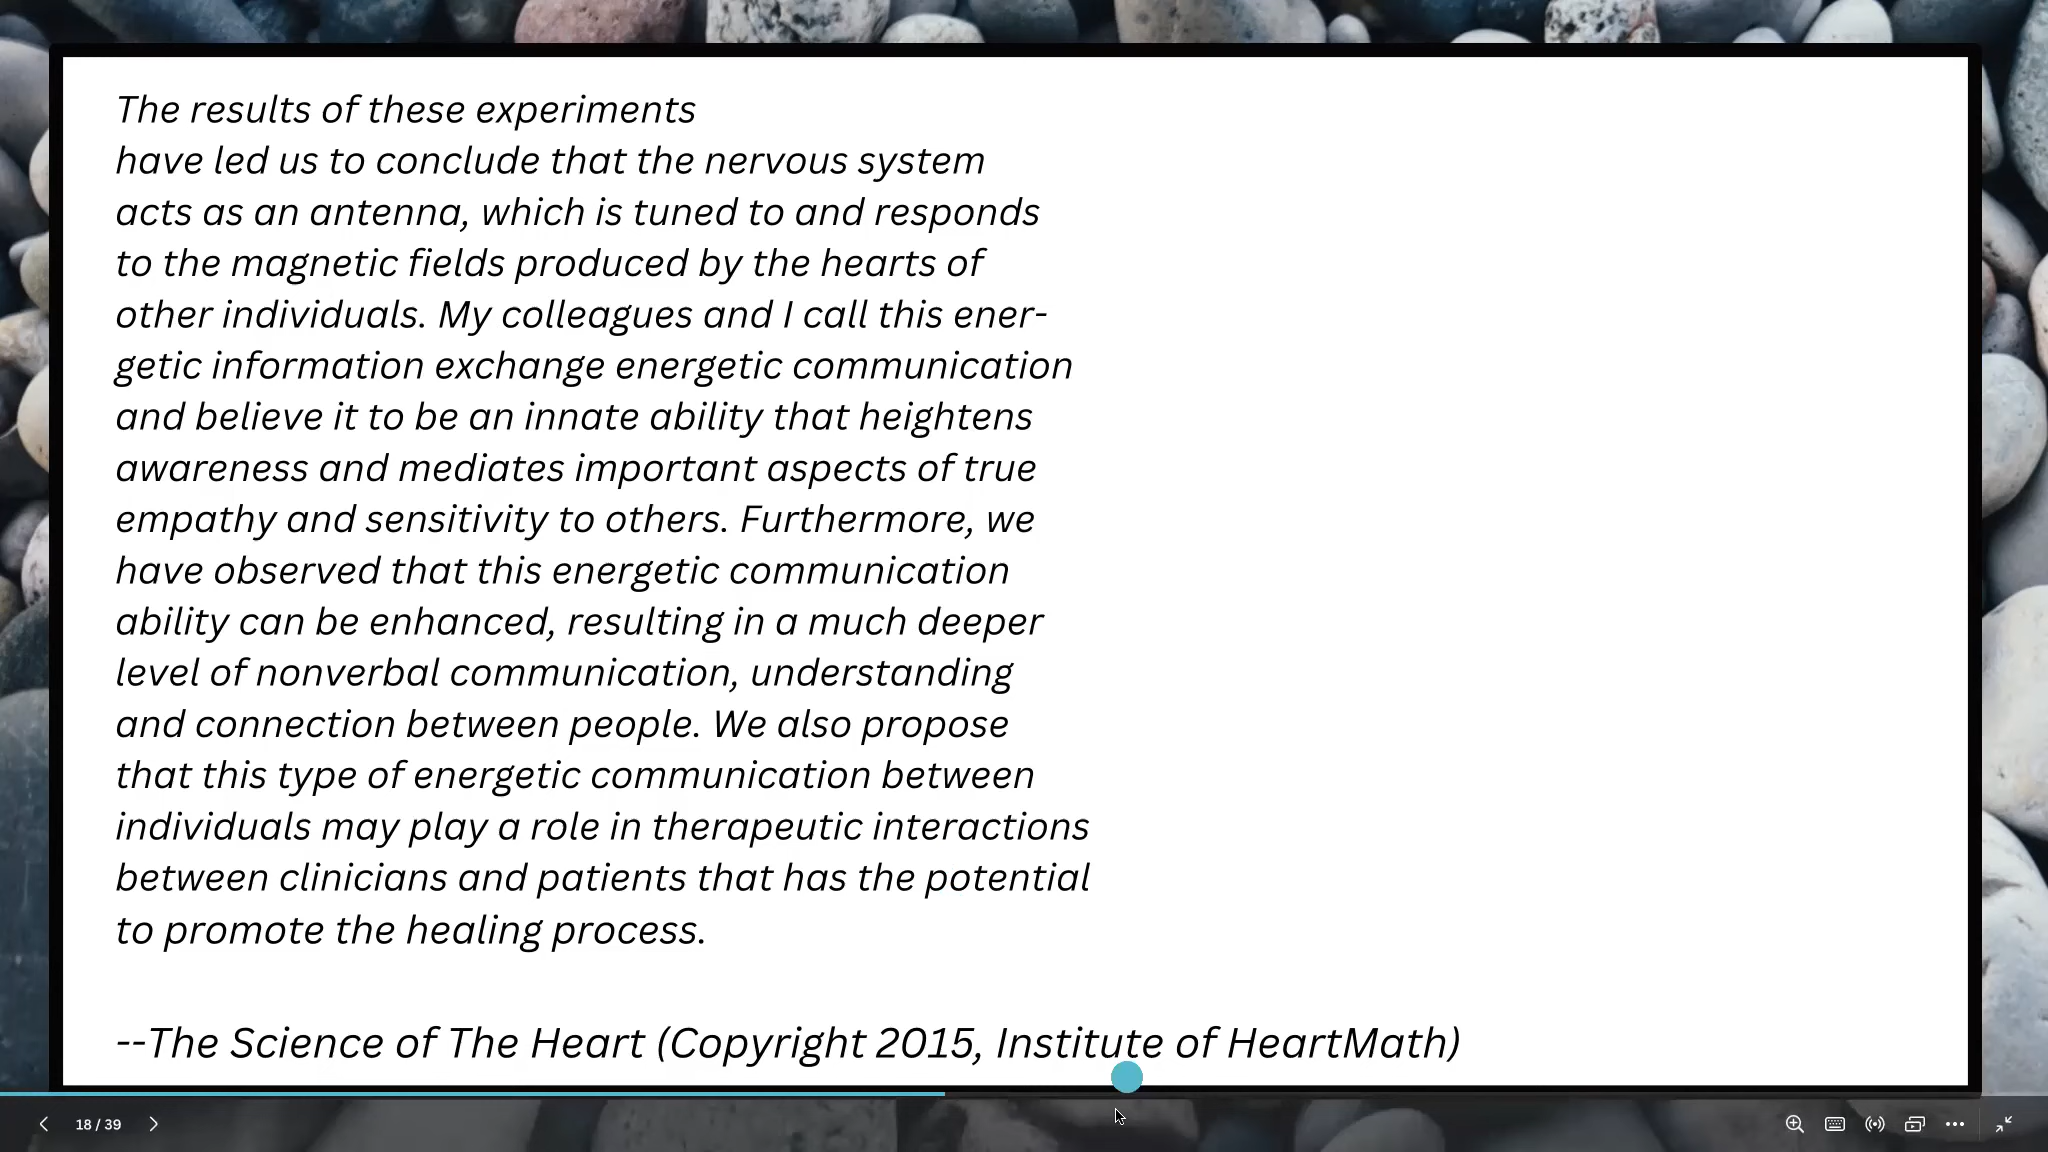 The results of these experiments
have led us to conclude that the nervous system
acts as an antenna, which is tuned to and responds
to the magnetic fields produced by the hearts of
other individuals. My colleagues and I call this ener-
getic information exchange energetic communication
and believe it to be an innate ability that heightens
awareness and mediates important aspects of true
empathy and sensitivity to others. Furthermore, we
have observed that this energetic communication
ability can be enhanced, resulting in a much deeper
level of nonverbal communication, understanding
and connection between people. We also propose
that this type of energetic communication between
individuals may play a role in therapeutic interactions
between clinicians and patients that has the potential
to promote the healing process.
--The Science of The Heart (Copyright 2015, Institute of HeartMath)
18 / 39